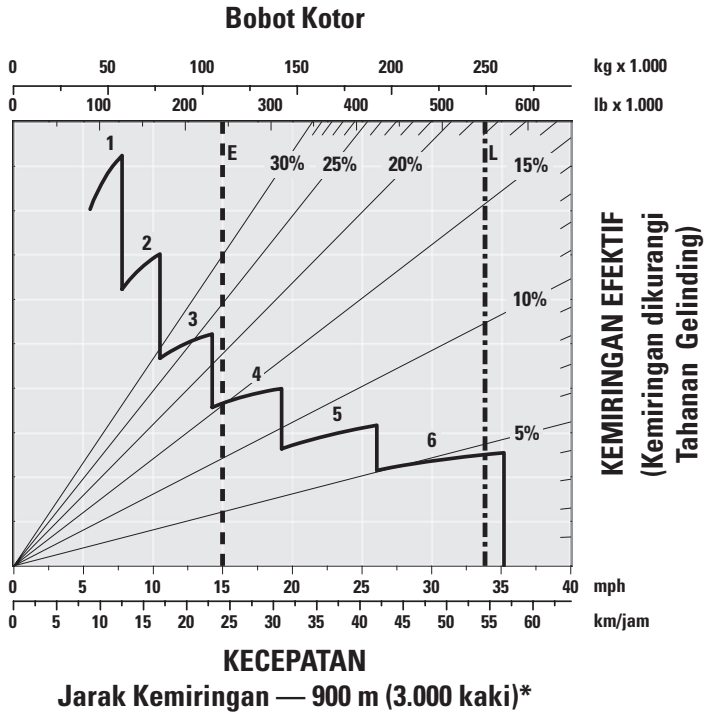 Bobot Kotor
0 50 100 150 200 250 kg x 1.000
0 100 200 300 400 500 600 lb x 1.000
1
E
L
30% 25% 20% 15%
2
10%
3
4
5
6
5%
KEMIRINGAN EFEKTIF
(Kemiringan dikurangi
Tahanan Gelinding)
0 5 10 15 20 25 30 35 40 mph
0 5 10 15 20 25 30 35 40 45 50 55 60 km/jam
KECEPATAN
Jarak Kemiringan — 900 m (3.000 kaki)*